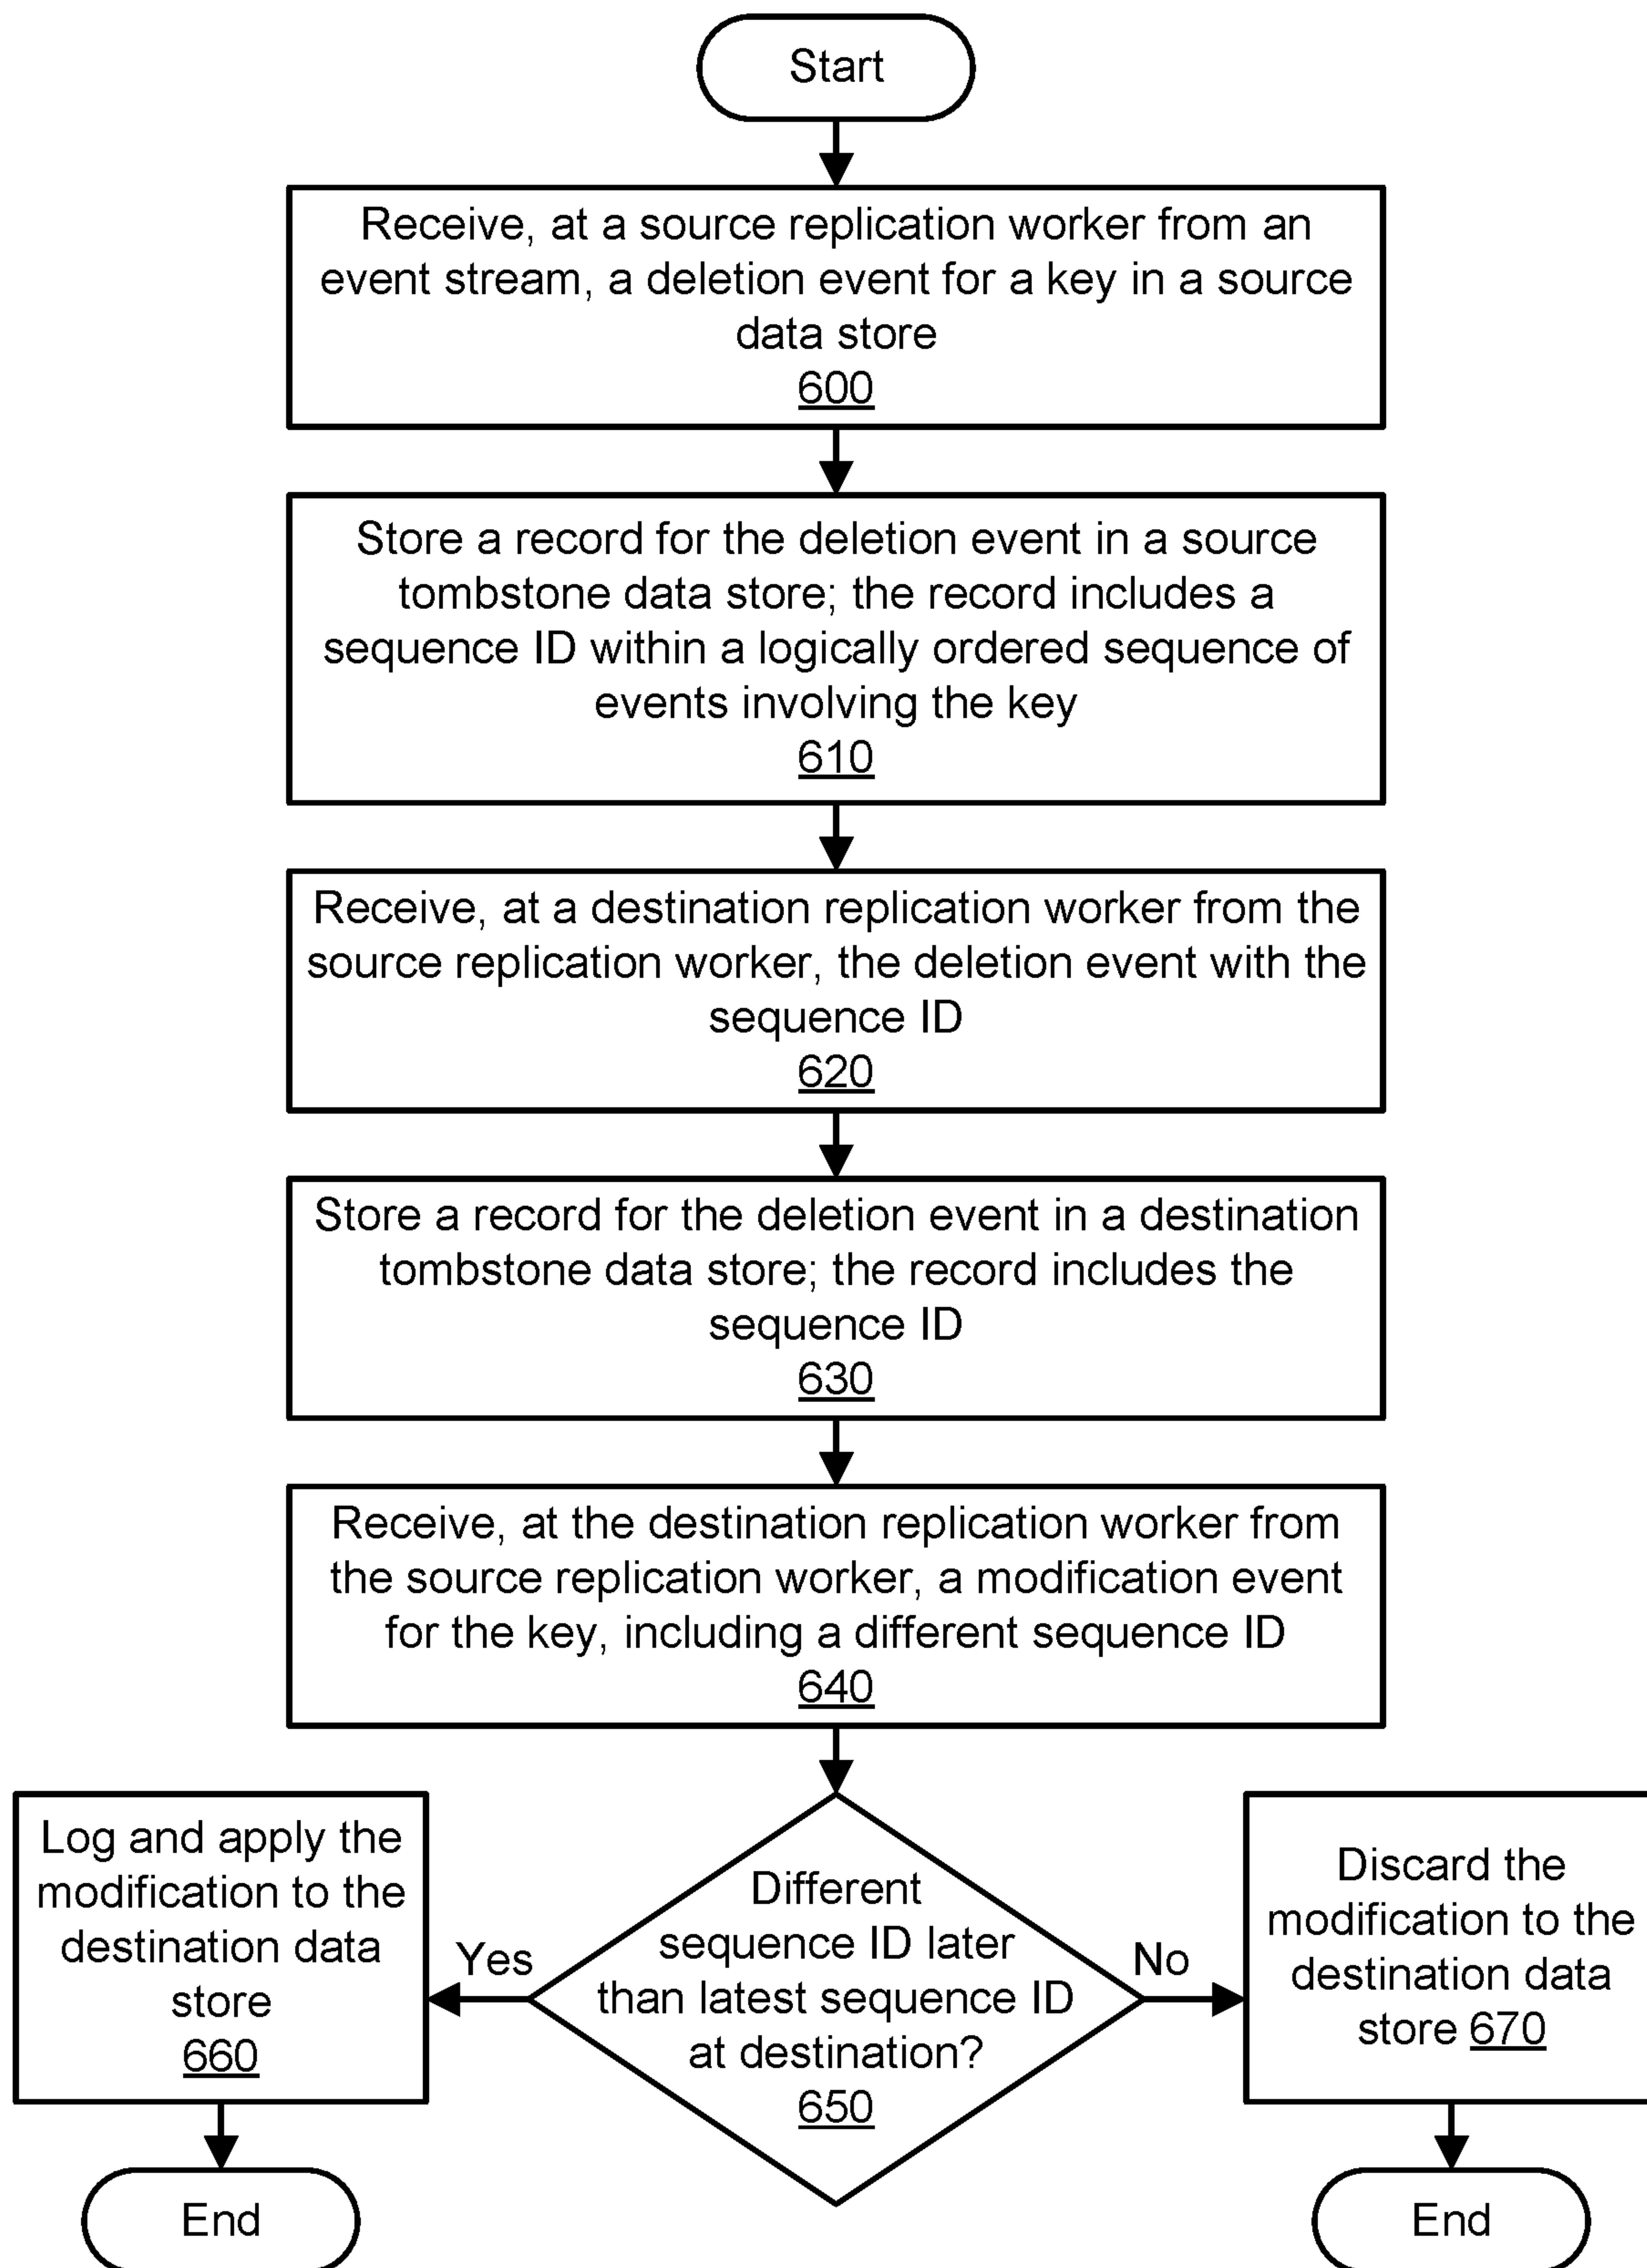 Start
Receive, at a source replication worker from an
event stream, a deletion event for a key in a source
data store
600
Store a record for the deletion event in a source
tombstone data store; the record includes a
sequence ID within a logically ordered sequence of
events involving the key
610
Receive, at a destination replication worker from the
source replication worker, the deletion event with the
sequence ID
620
Store a record for the deletion event in a destination
tombstone data store; the record includes the
sequence ID
630
Receive, at the destination replication worker from
the source replication worker, a modification event
for the key, including a different sequence ID
640
Different
sequence ID later
than latest sequence ID
at destination?
650
Yes
Log and apply the
modification to the
destination data
store
660
End
No
Discard the
modification to the
destination data
store 670
End